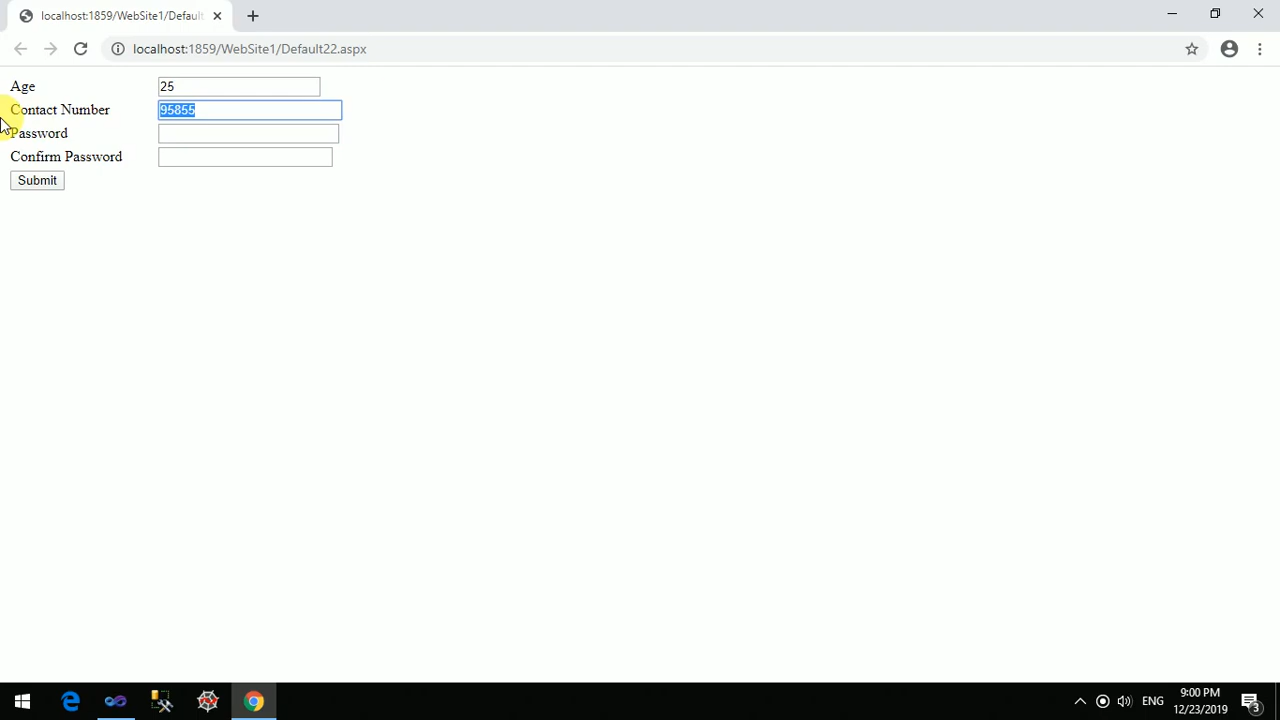 localhost:1859/WebSite1/Default
localhost:1859/WebSite1/Default22.aspx
Age 25
Contact Number 95855
Password
Confirm Password
Submit
ENG
9:00 PM
12/23/2019
3